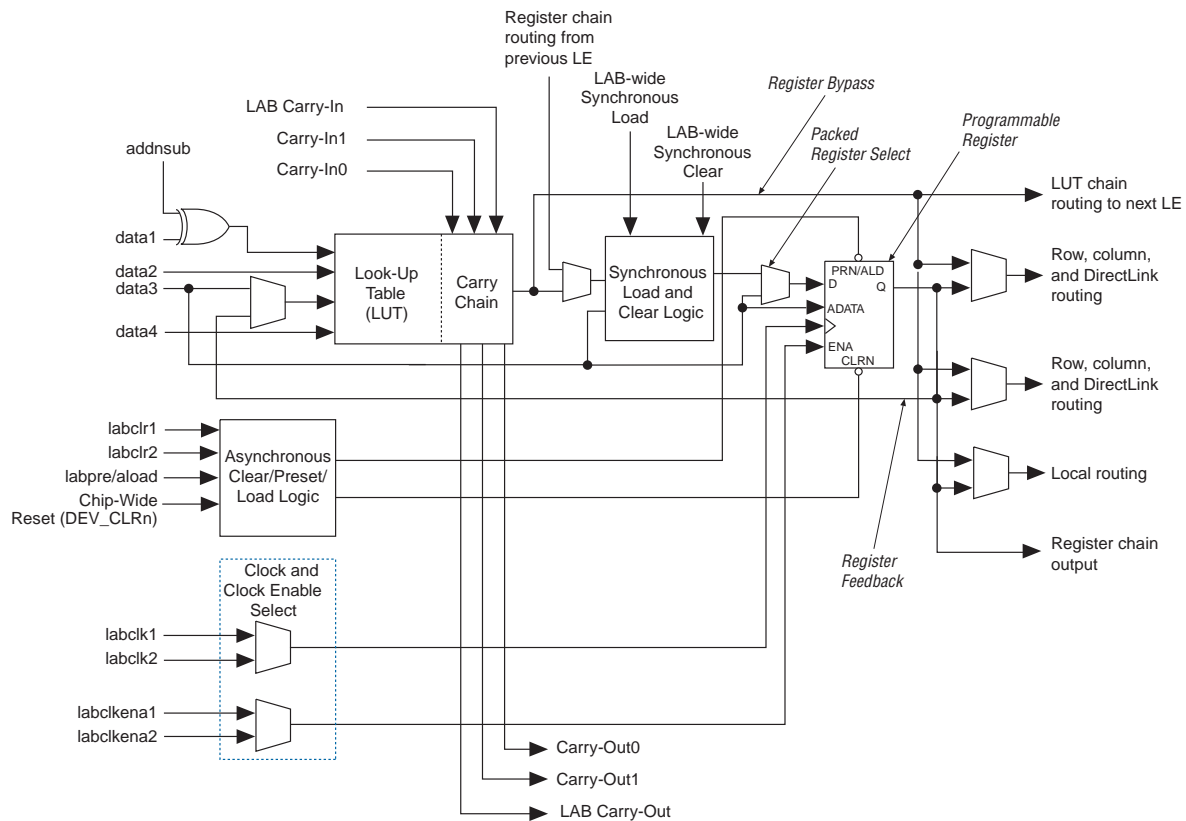 Register chain
routing from
previous LE
LAB-wide
Synchronous
Load
LAB-wide
Synchronous
Clear
Register Bypass
Packed
Register Select
Programmable
Register
LAB Carry-In
Carry-In1
Carry-In0
addnsub
data1
data2
data3
data4
Look-Up
Table
(LUT)
Carry
Chain
Synchronous
Load and
Clear Logic
PRN/ALD
D
Q
ADATA
ENA
CLRN
LUT chain
routing to next LE
Row, column,
and DirectLink
routing
Row, column,
and DirectLink
routing
Local routing
Register chain
output
Register
Feedback
labclr1
labclr2
labpre/aload
Chip-Wide
Reset (DEV_CLRn)
Asynchronous
Clear/Preset/
Load Logic
Clock and
Clock Enable
Select
labclk1
labclk2
labclkena1
labclkena2
Carry-Out0
Carry-Out1
LAB Carry-Out